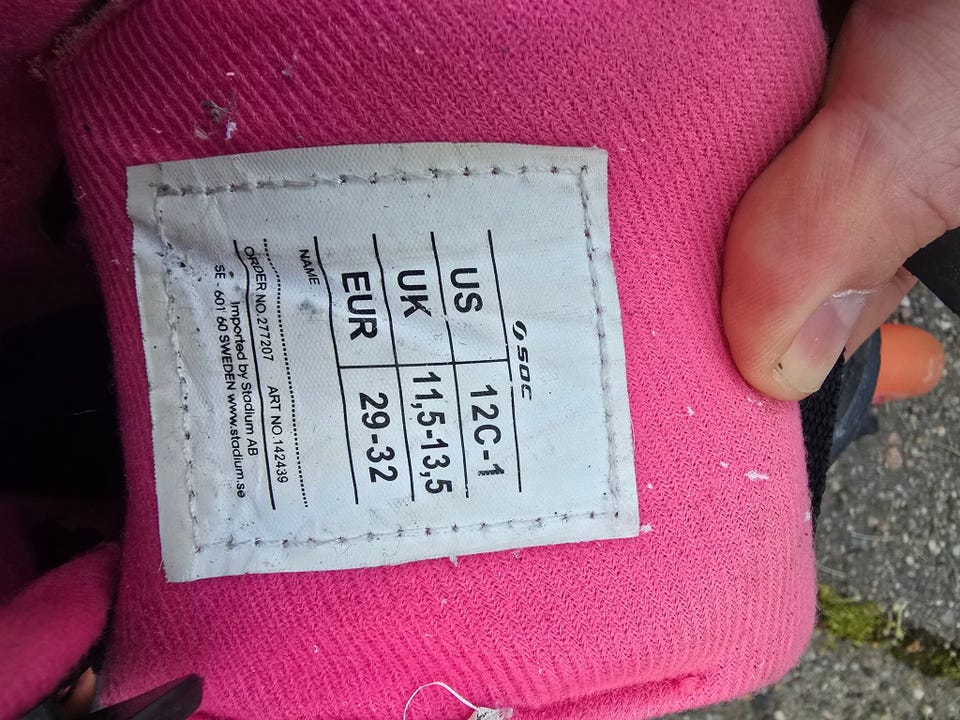 SOC
US 12C-1
UK 11,5-13,5
EUR 29-32
NAME
ORDER NO.277207 ART NO.142439
Imported by Stadium AB
SE - 601 60 SWEDEN www.stadium.se